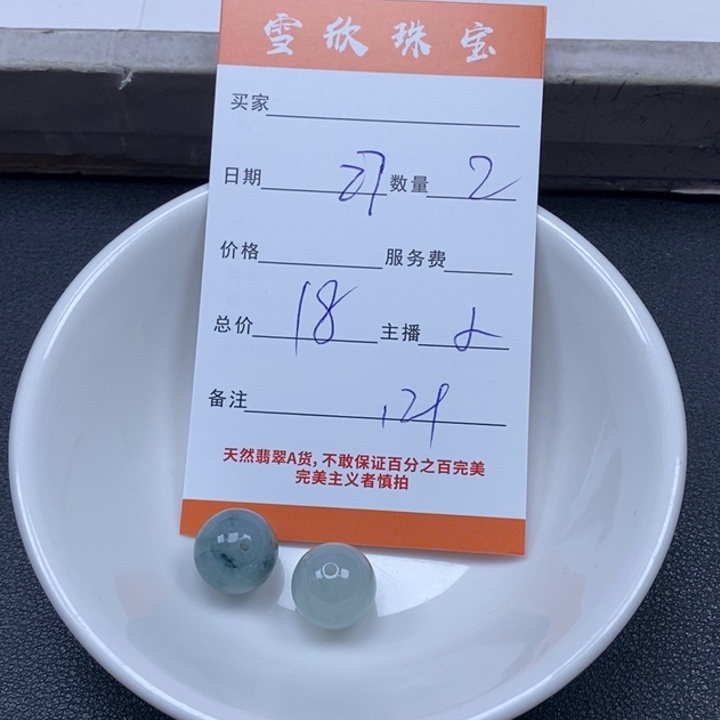 雪欣珠宝
买家
日期 27 数量 2
价格 服务费
总价 18 主播
备注
天然翡翠A货,不敢保证百分之百完美
完美主义者慎拍